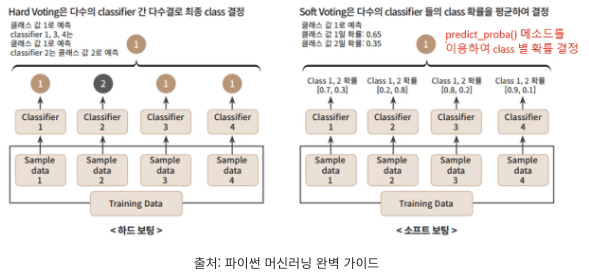 Hard Voting은 다수의 classifier 간 다수결로 최종 class 결정
클래스 값 1로 예측
classifier 1, 3, 4는
클래스 값 1로 예측
classifier 2는 클래스 값 2로 예측
1
1
2
1
1
Classifier 1
Classifier 2
Classifier 3
Classifier 4
Sample data 1
Sample data 2
Sample data 3
Sample data 4
Training Data
< 하드 보팅 >
Soft Voting은 다수의 classifier 들의 class 확률을 평균하여 결정
클래스 값 1로 예측
클래스 값 1일 확률: 0.65
클래스 값 2일 확률: 0.35
predict_proba() 메소드를
이용하여 class 별 확률 결정
1
Class 1, 2 확률
[0.7, 0.3]
Class 1, 2 확률
[0.2, 0.8]
Class 1, 2 확률
[0.8, 0.2]
Class 1, 2 확률
[0.9, 0.1]
Classifier 1
Classifier 2
Classifier 3
Classifier 4
Sample data 1
Sample data 2
Sample data 3
Sample data 4
Training Data
< 소프트 보팅 >
출처: 파이썬 머신러닝 완벽 가이드